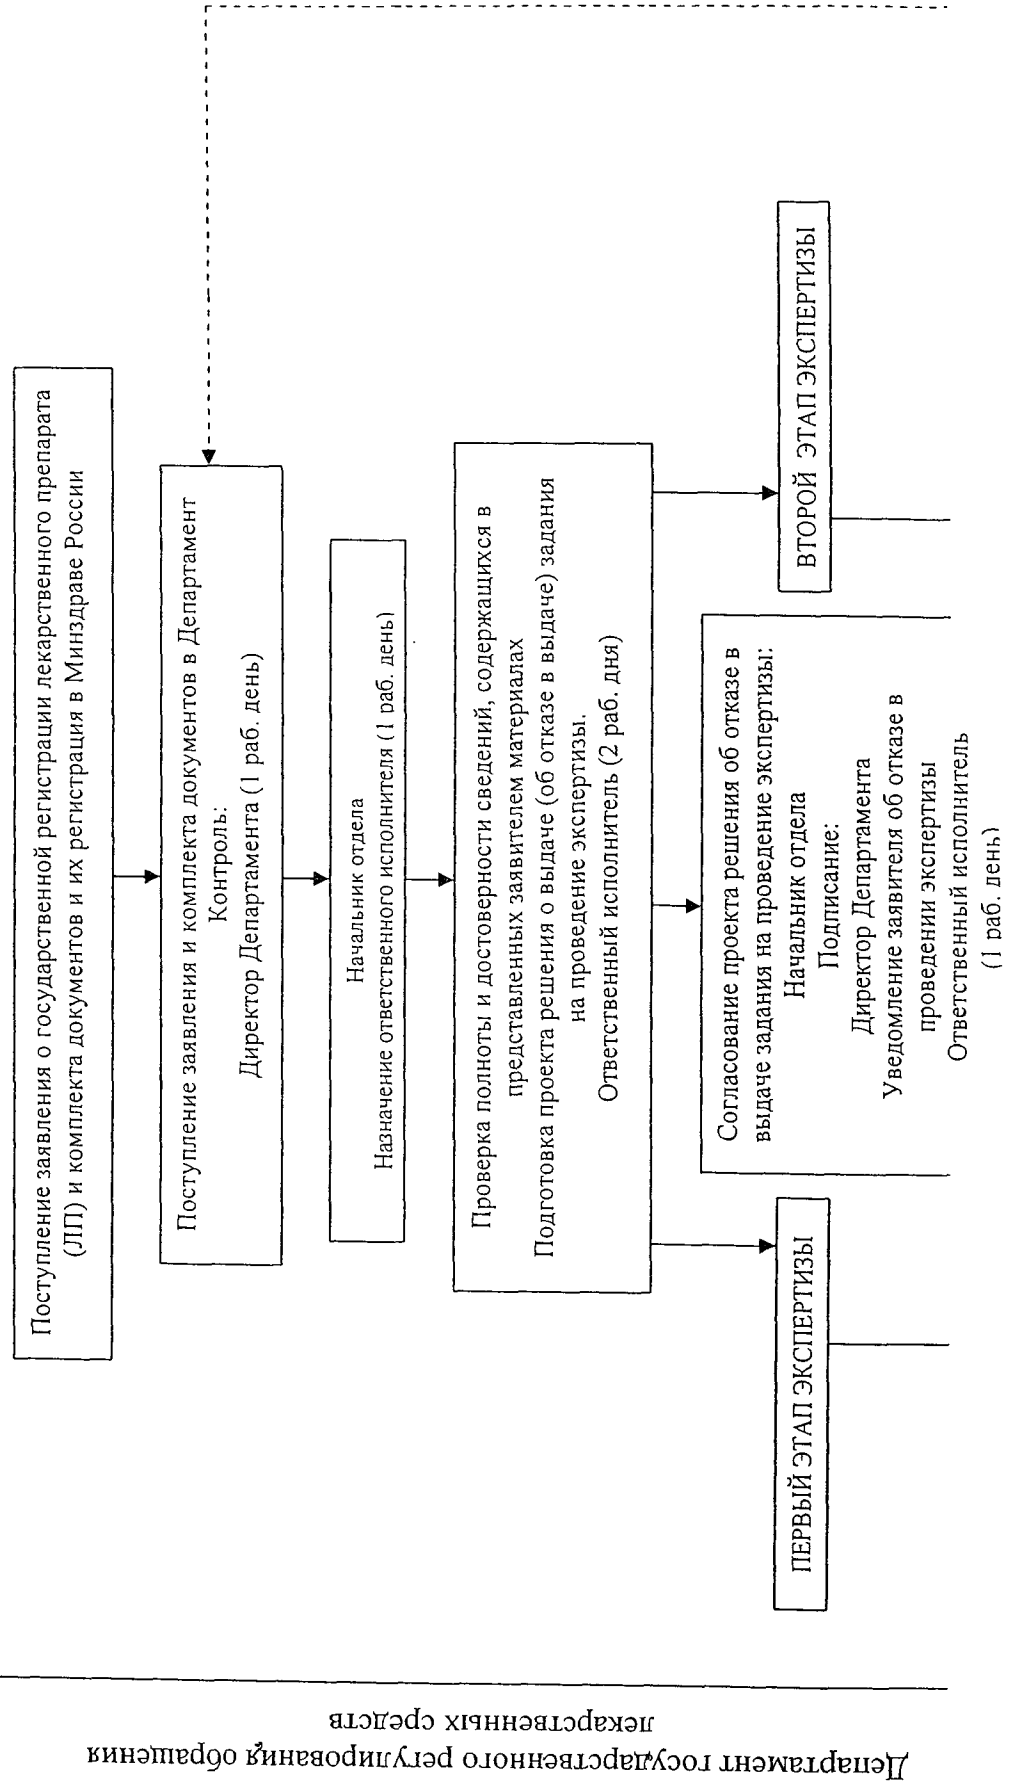 Поступление заявления о государственной регистрации лекарственного препарата
(ЛП) и комплекта документов и их регистрация в Минздраве России
Поступление заявления и комплекта документов в Департамент
Контроль:
Директор Департамента (1 раб. день)
Начальник отдела
Назначение ответственного исполнителя (1 раб. день)
Проверка полноты и достоверности сведений, содержащихся в
представленных заявителем материалах
Подготовка проекта решения о выдаче (об отказе в выдаче) задания
на проведение экспертизы.
Ответственный исполнитель (2 раб. дня)
ПЕРВЫЙ ЭТАП ЭКСПЕРТИЗЫ
Согласование проекта решения об отказе в
выдаче задания на проведение экспертизы:
Начальник отдела
Подписание:
Директор Департамента
Уведомление заявителя об отказе в
проведении экспертизы
Ответственный исполнитель
(1 раб. день)
ВТОРОЙ ЭТАП ЭКСПЕРТИЗЫ
Департамент государственного регулирования обращения
лекарственных средств